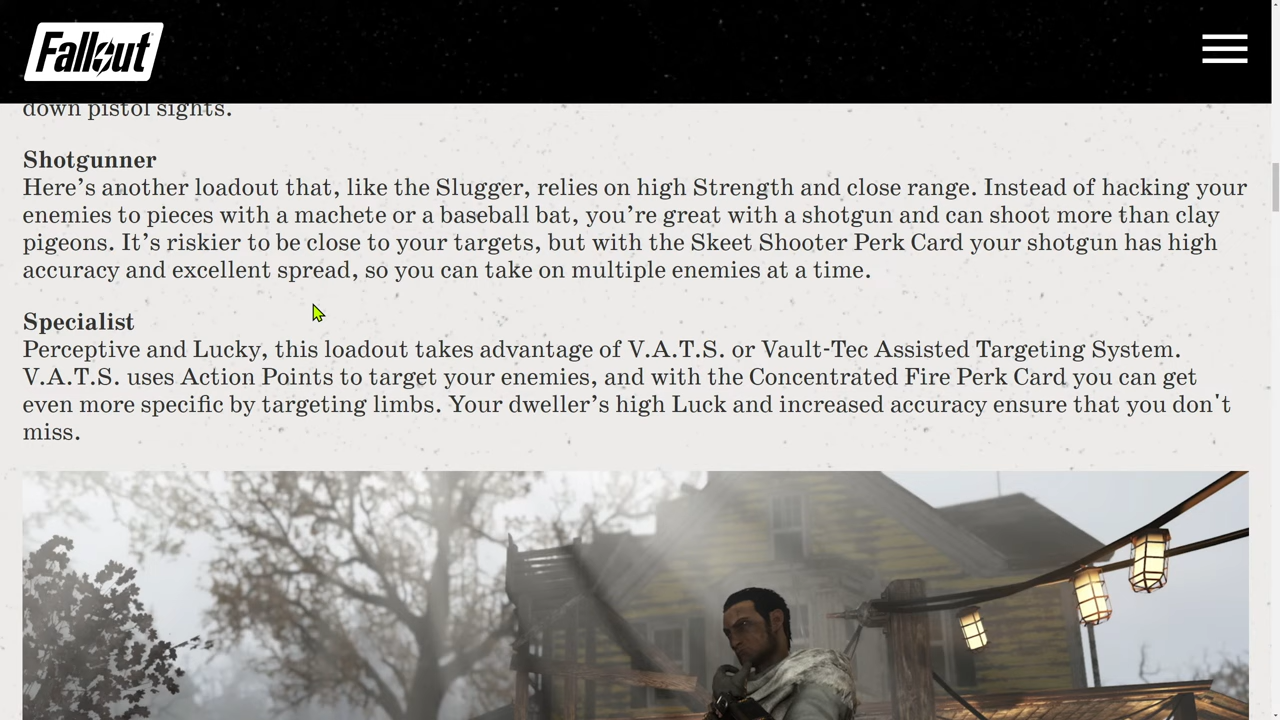 Fallout
down pistol sights.
Shotgunner
Here’s another loadout that, like the Slugger, relies on high Strength and close range. Instead of hacking your
enemies to pieces with a machete or a baseball bat, you’re great with a shotgun and can shoot more than clay
pigeons. It’s riskier to be close to your targets, but with the Skeet Shooter Perk Card your shotgun has high
accuracy and excellent spread, so you can take on multiple enemies at a time.
Specialist
Perceptive and Lucky, this loadout takes advantage of V.A.T.S. or Vault-Tec Assisted Targeting System.
V.A.T.S. uses Action Points to target your enemies, and with the Concentrated Fire Perk Card you can get
even more specific by targeting limbs. Your dweller’s high Luck and increased accuracy ensure that you don't
miss.